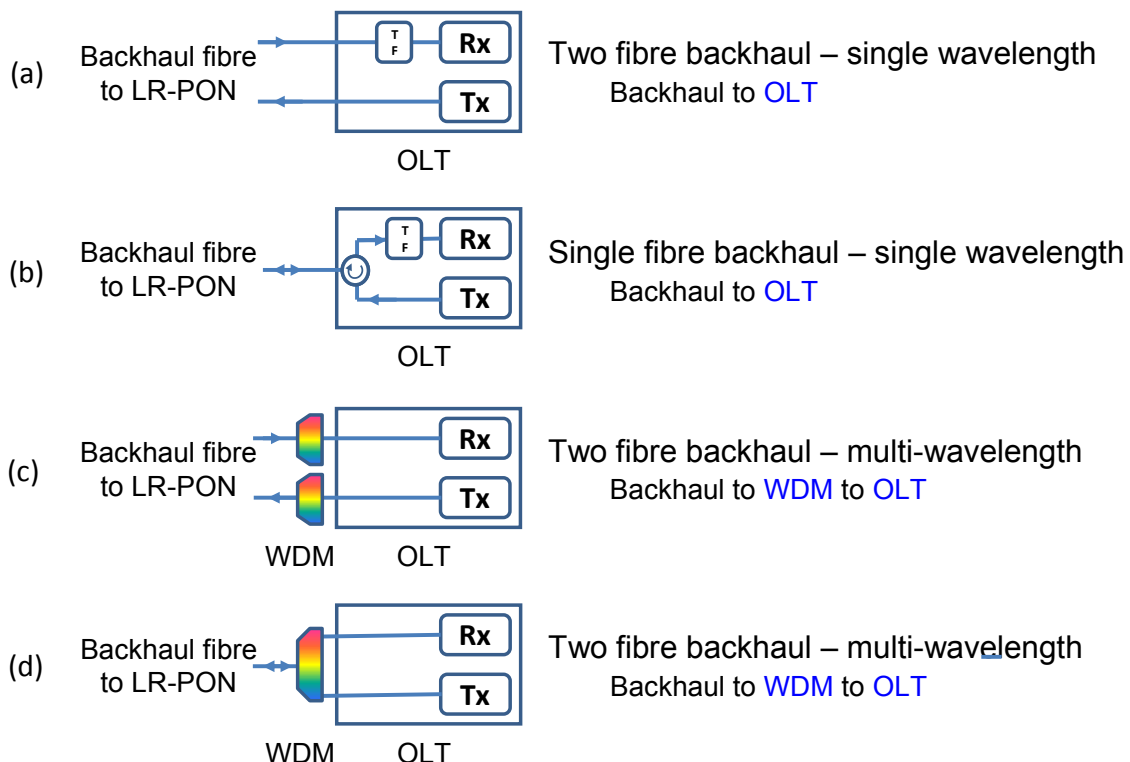 (a)
Backhaul fibre
to LR-PON
T
F
Rx
Tx
OLT
Two fibre backhaul – single wavelength
Backhaul to OLT
(b)
Backhaul fibre
to LR-PON
T
F
Rx
Tx
OLT
Single fibre backhaul – single wavelength
Backhaul to OLT
(c)
Backhaul fibre
to LR-PON
Rx
Tx
WDM OLT
Two fibre backhaul – multi-wavelength
Backhaul to WDM to OLT
(d)
Backhaul fibre
to LR-PON
Rx
Tx
WDM OLT
Two fibre backhaul – multi-wavelength
Backhaul to WDM to OLT